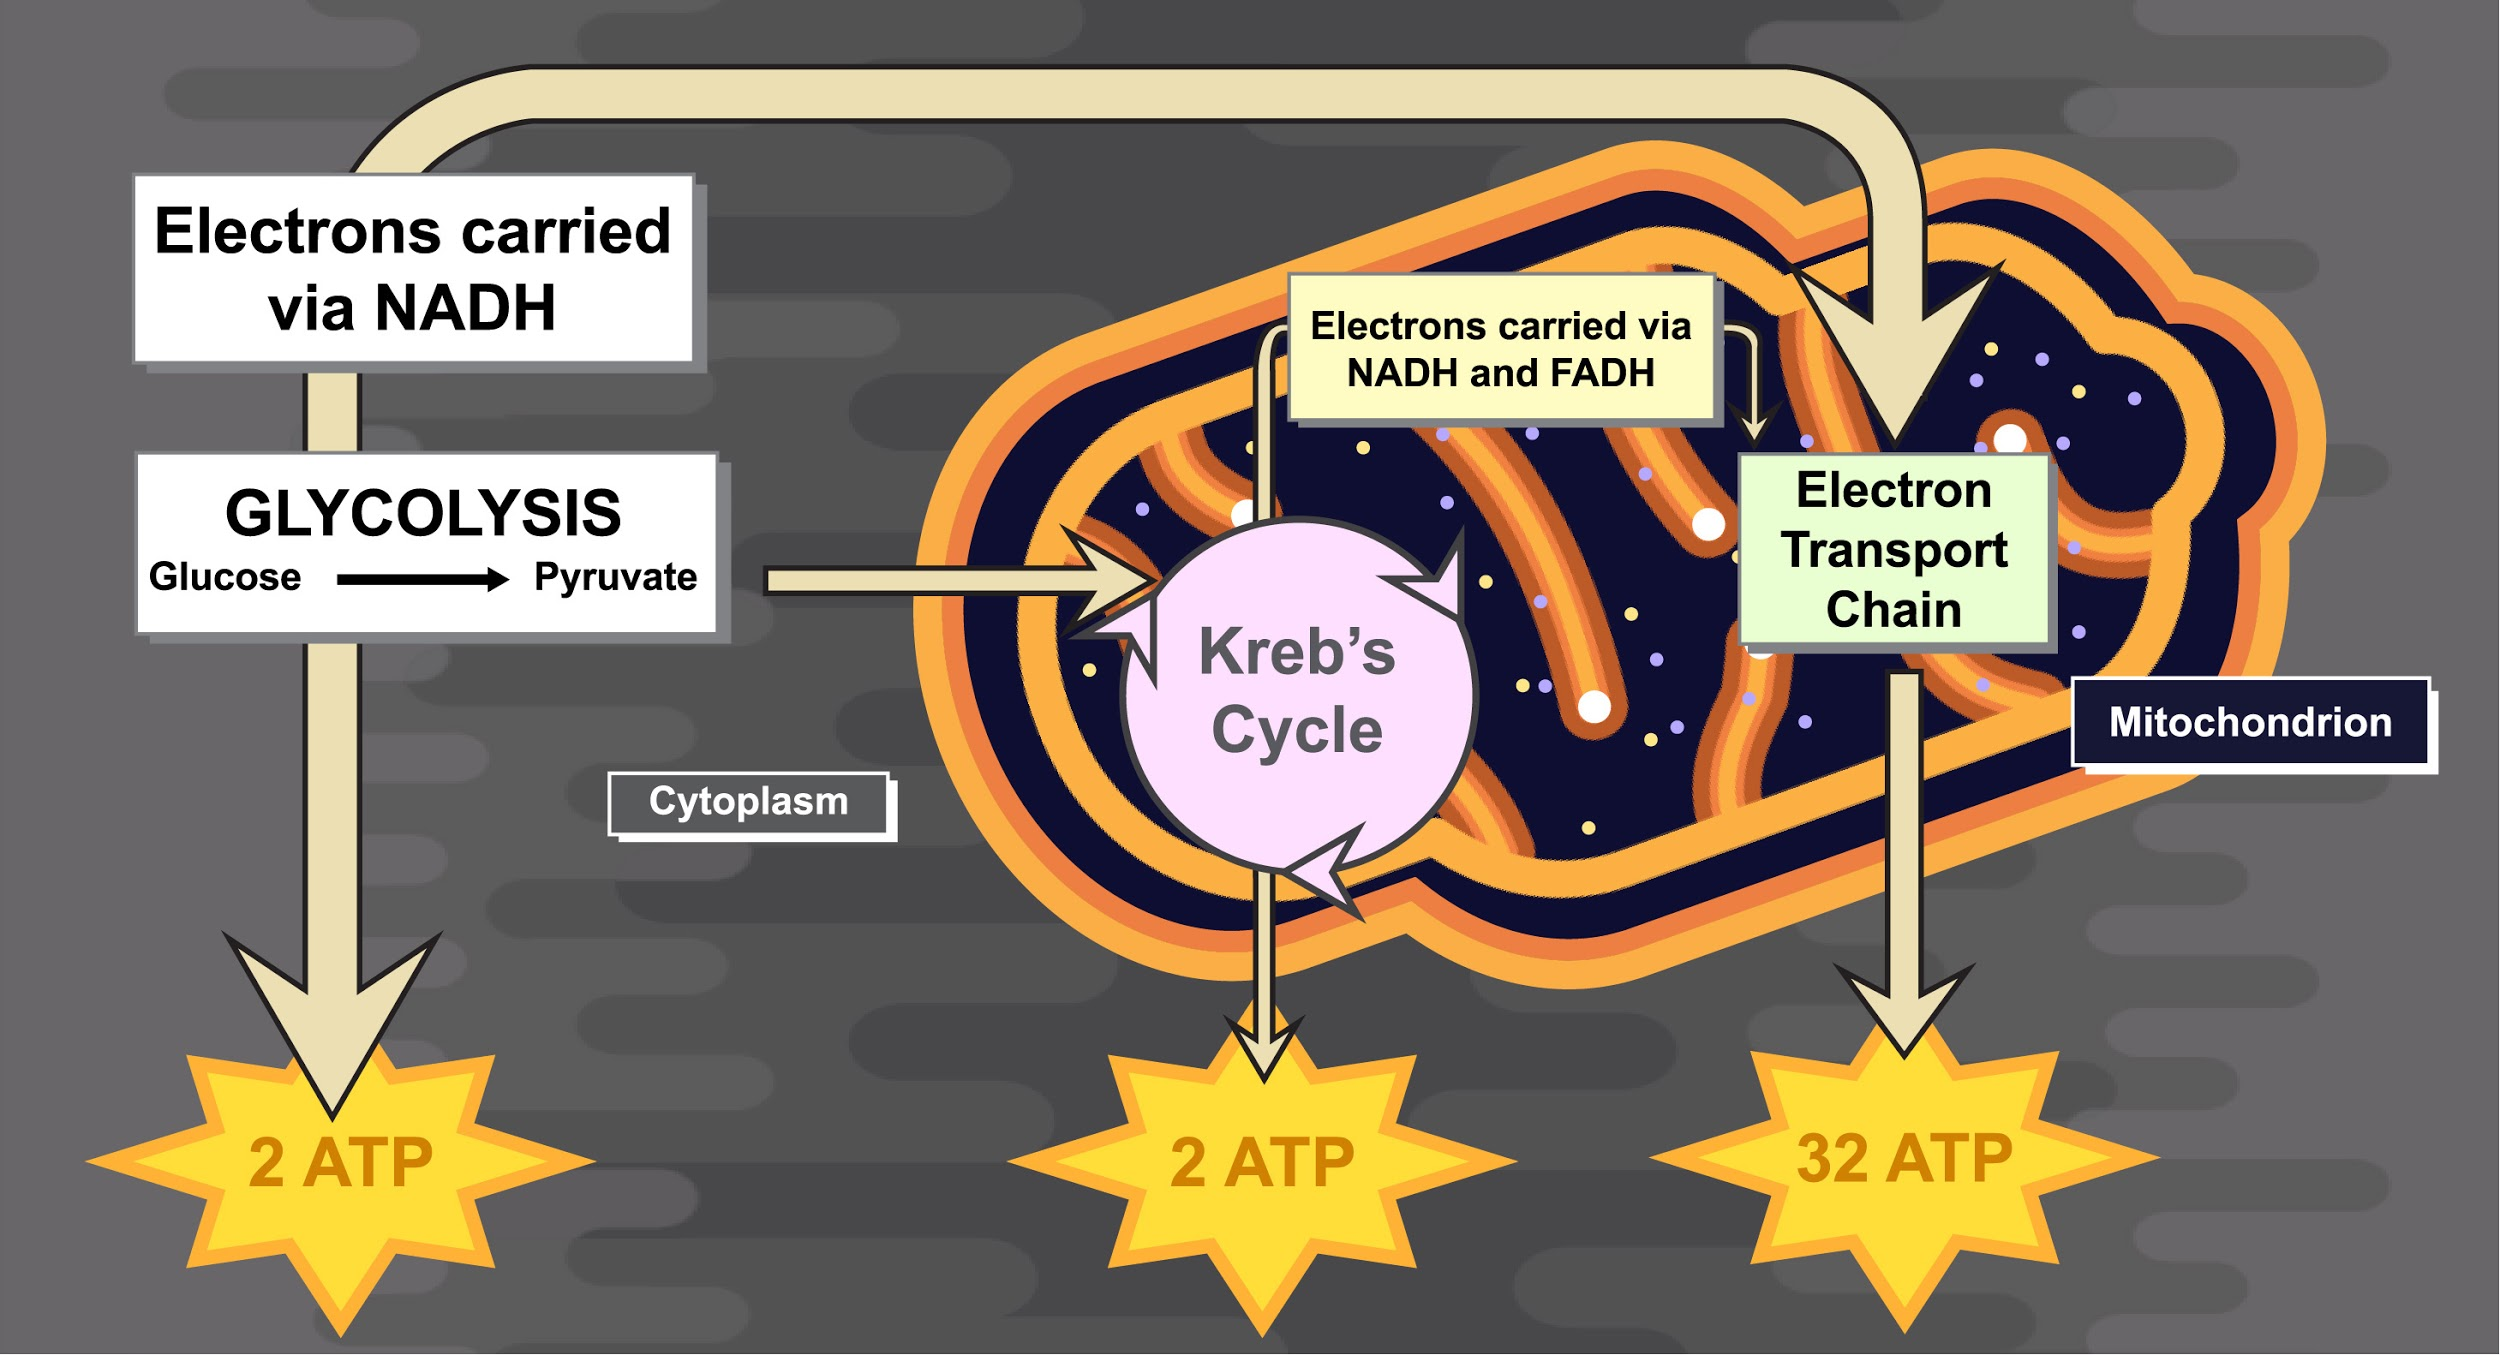 Electrons carried
via NADH
GLYCOLYSIS
Glucose Pyruvate
Cytoplasm
Electrons carried via
NADH and FADH
Kreb’s
Cycle
Electron
Transport
Chain
Mitochondrion
2 ATP
2 ATP
32 ATP